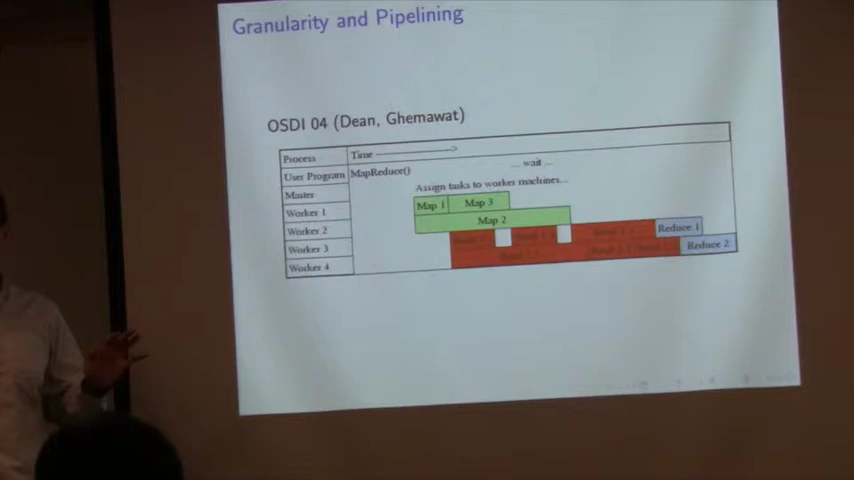 Granularity and Pipelining
OSDI 04 (Dean, Ghemawat)
Process Time
User Program MapReduce() ... wait ...
Master Assign tasks to worker machines...
Worker 1 Map 1 Map 3
Worker 2 Map 2
Worker 3 Reduce 1
Worker 4 Reduce 2